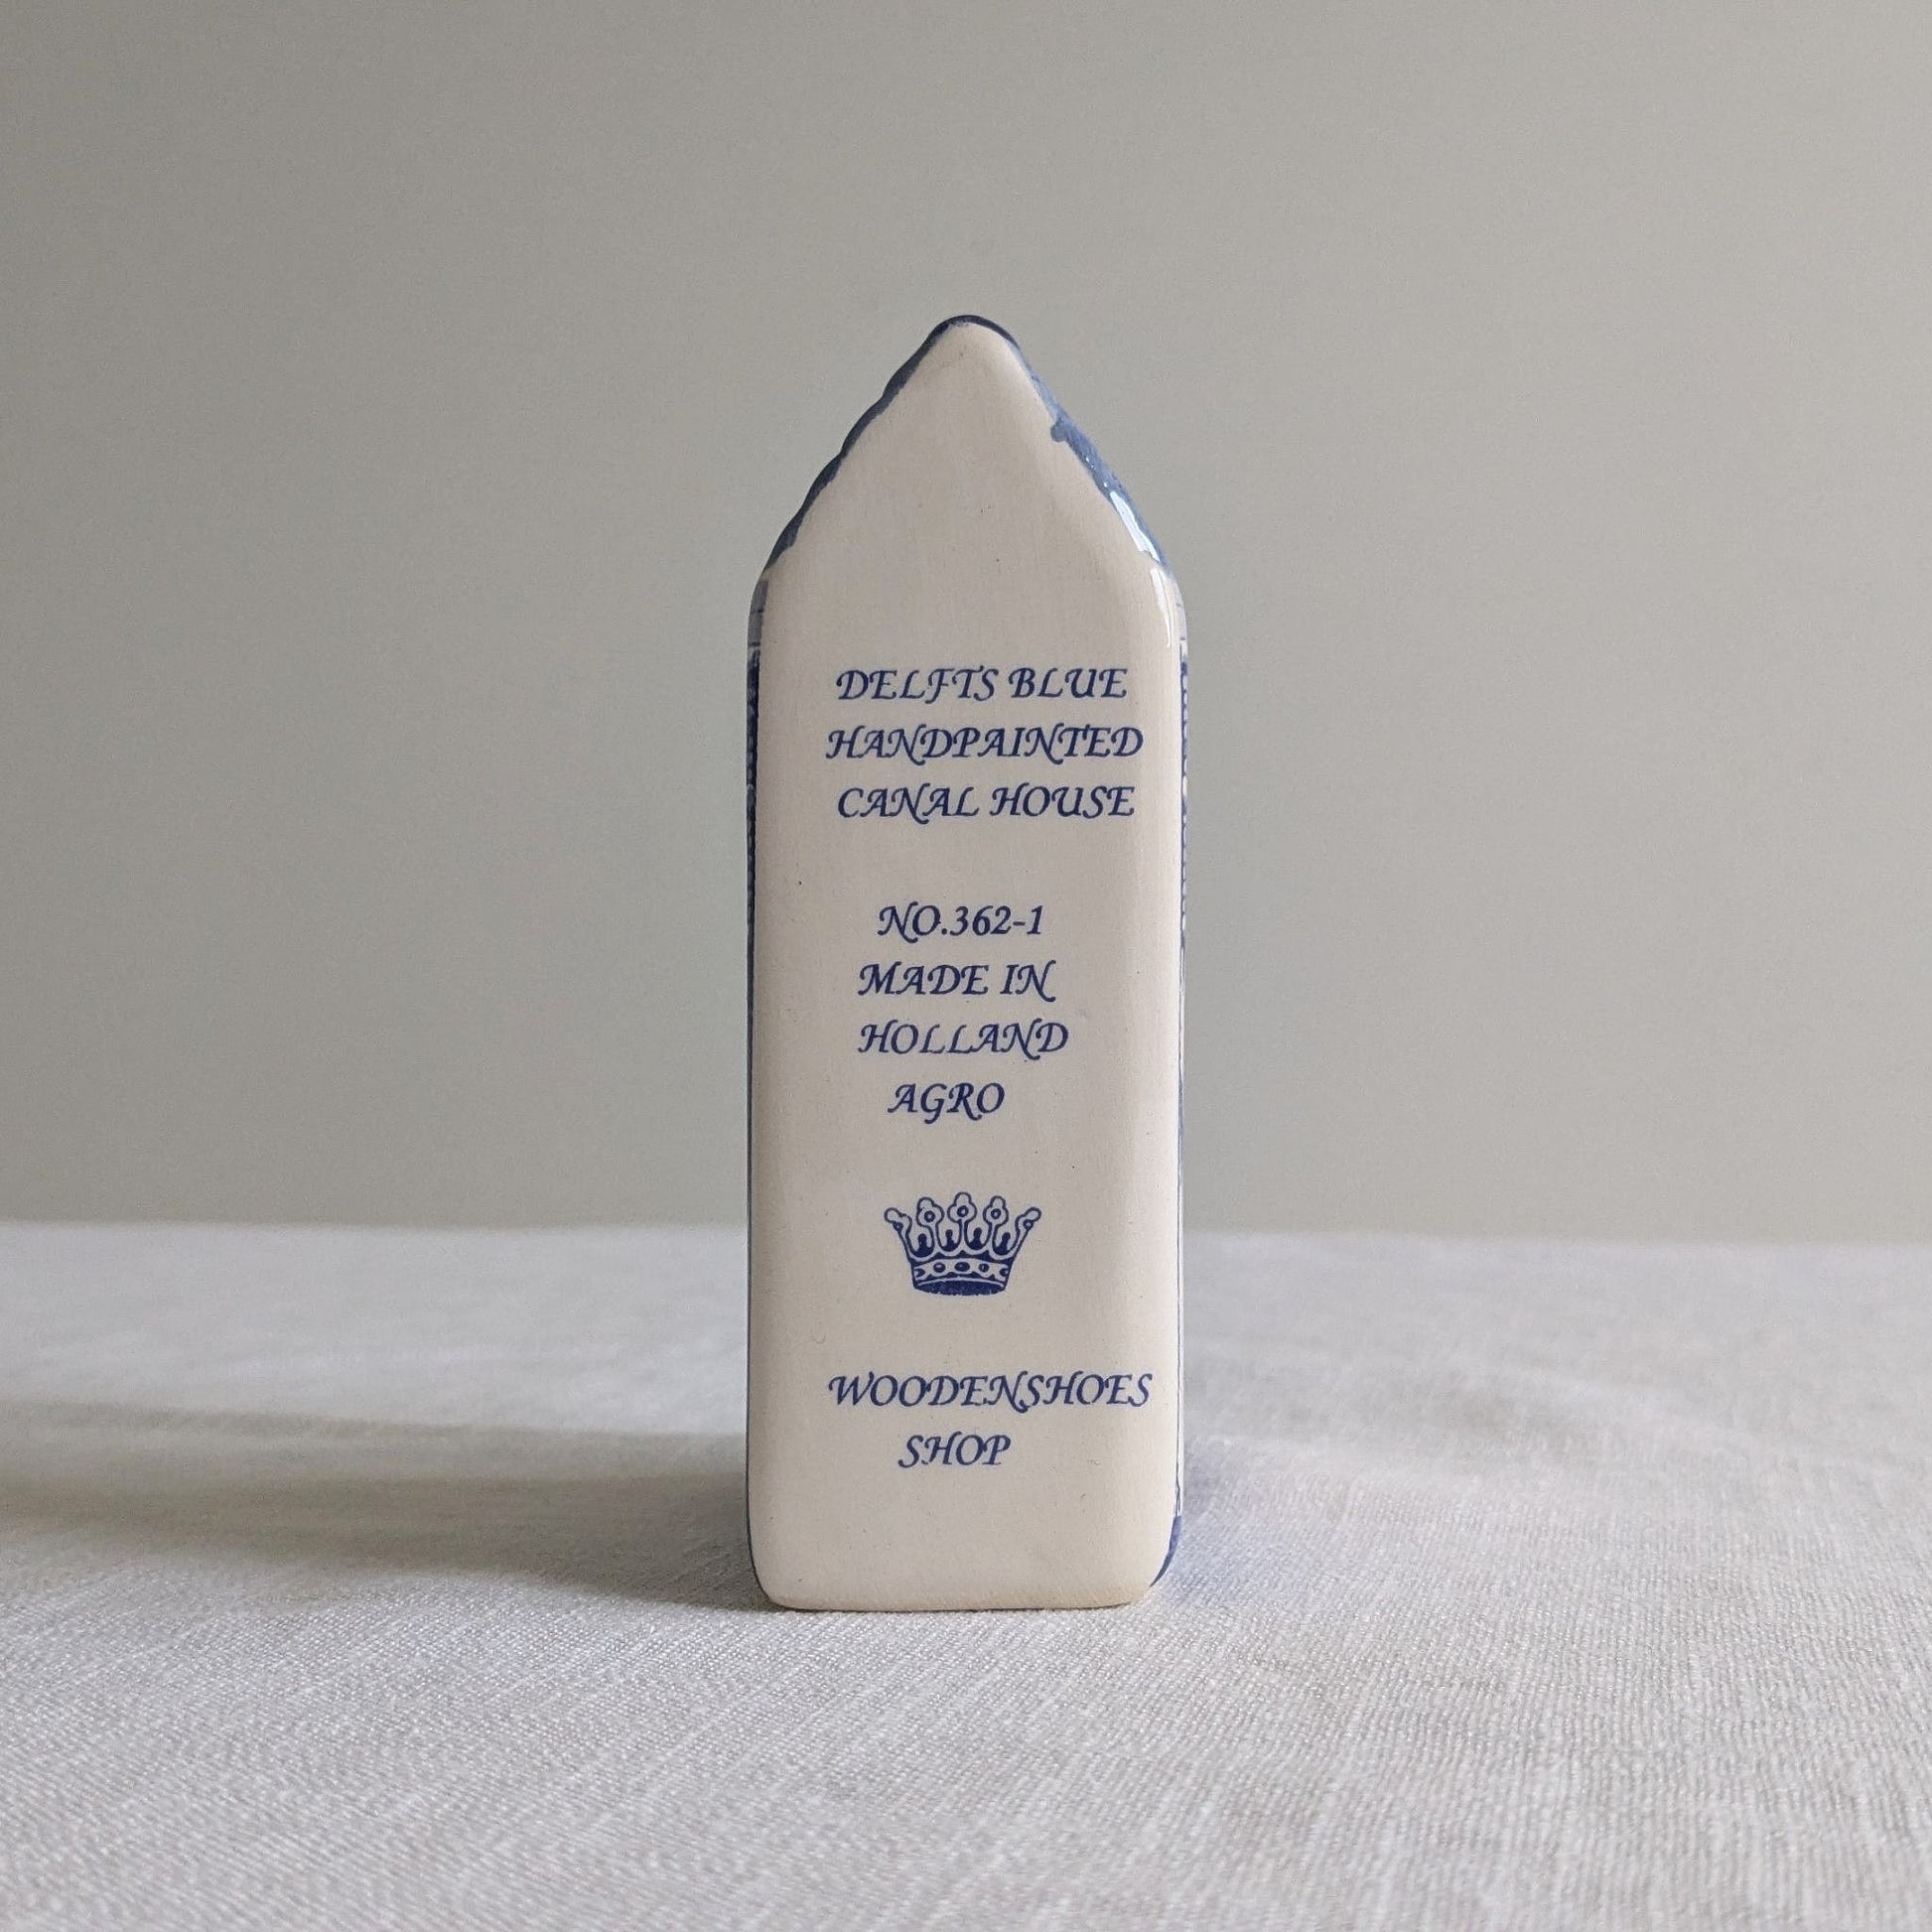 DELFTS BLUE
HANDPAINTED
CANAL HOUSE
NO.362-1
MADE IN
HOLLAND
AGRO
WOODENSHOES
SHOP